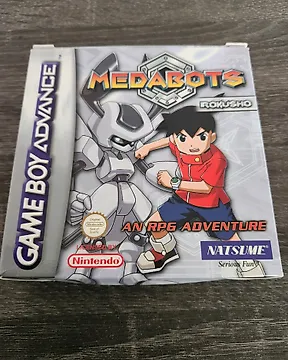 GAME BOY ADVANCE
MEDABOTS
ROKUSHO
AN RPG ADVENTURE
Nintendo
NATSUME
Serious Fun